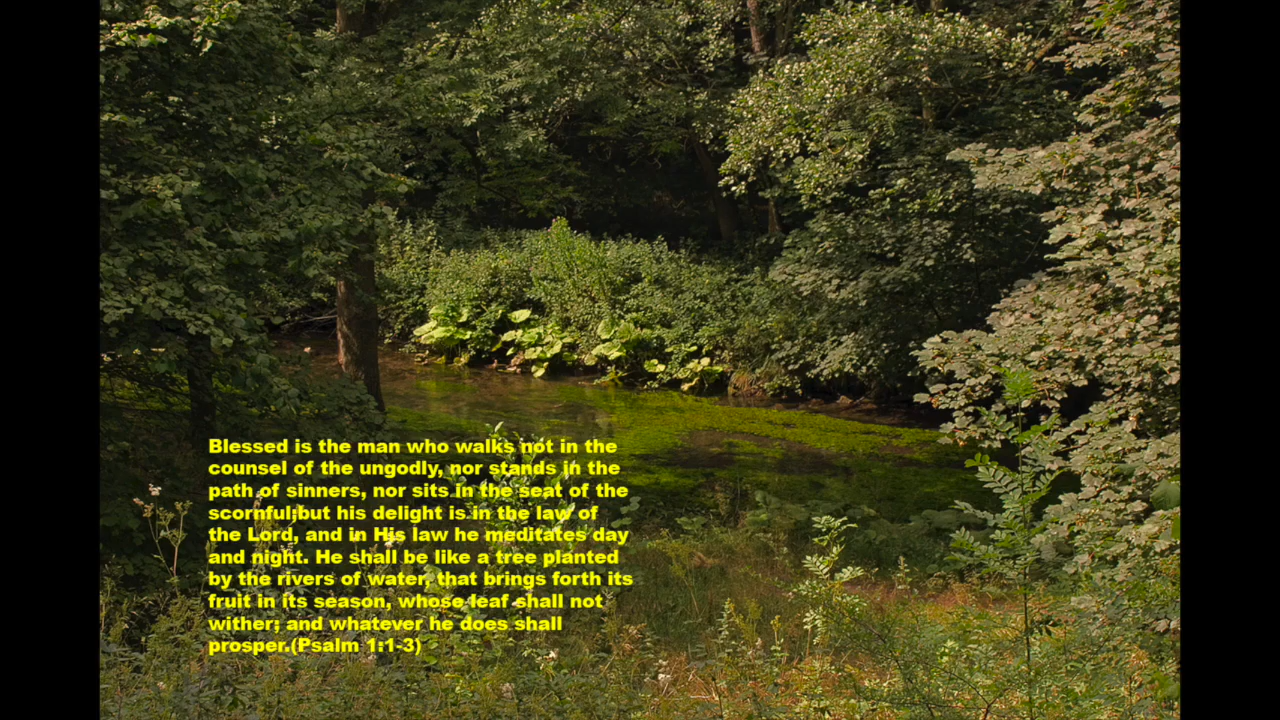 Blessed is the man who walks not in the
counsel of the ungodly, nor stands in the
path of sinners, nor sits in the seat of the
scornful;but his delight is in the law of
the Lord, and in His law he meditates day
and night. He shall be like a tree planted
by the rivers of water, that brings forth its
fruit in its season, whose leaf shall not
wither; and whatever he does shall
prosper.(Psalm 1:1-3)